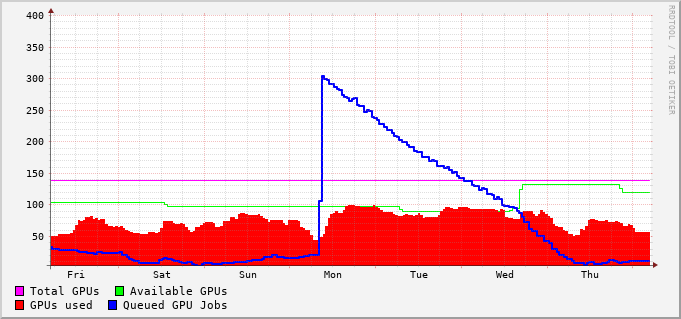 400
350
300
250
200
150
100
50
Fri Sat Sun Mon Tue Wed Thu
Total GPUs Available GPUs
GPUs used Queued GPU Jobs
RRDTOOL / TOBI OETIKER